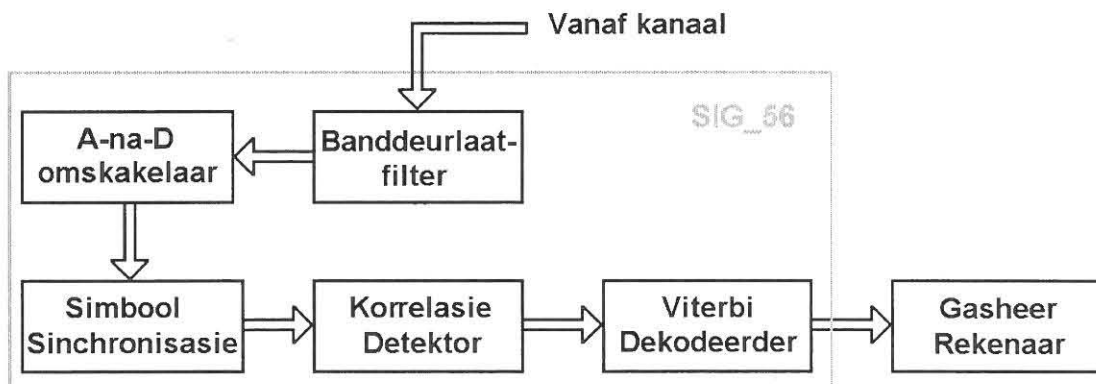 Vanaf kanaal
SIG_56
Banddeurlaat-
filter
A-na-D
omskakelaar
Simbool
Sinchronisasie
Korrelasie
Detektor
Viterbi
Dekodeerder
Gasheer
Rekenaar